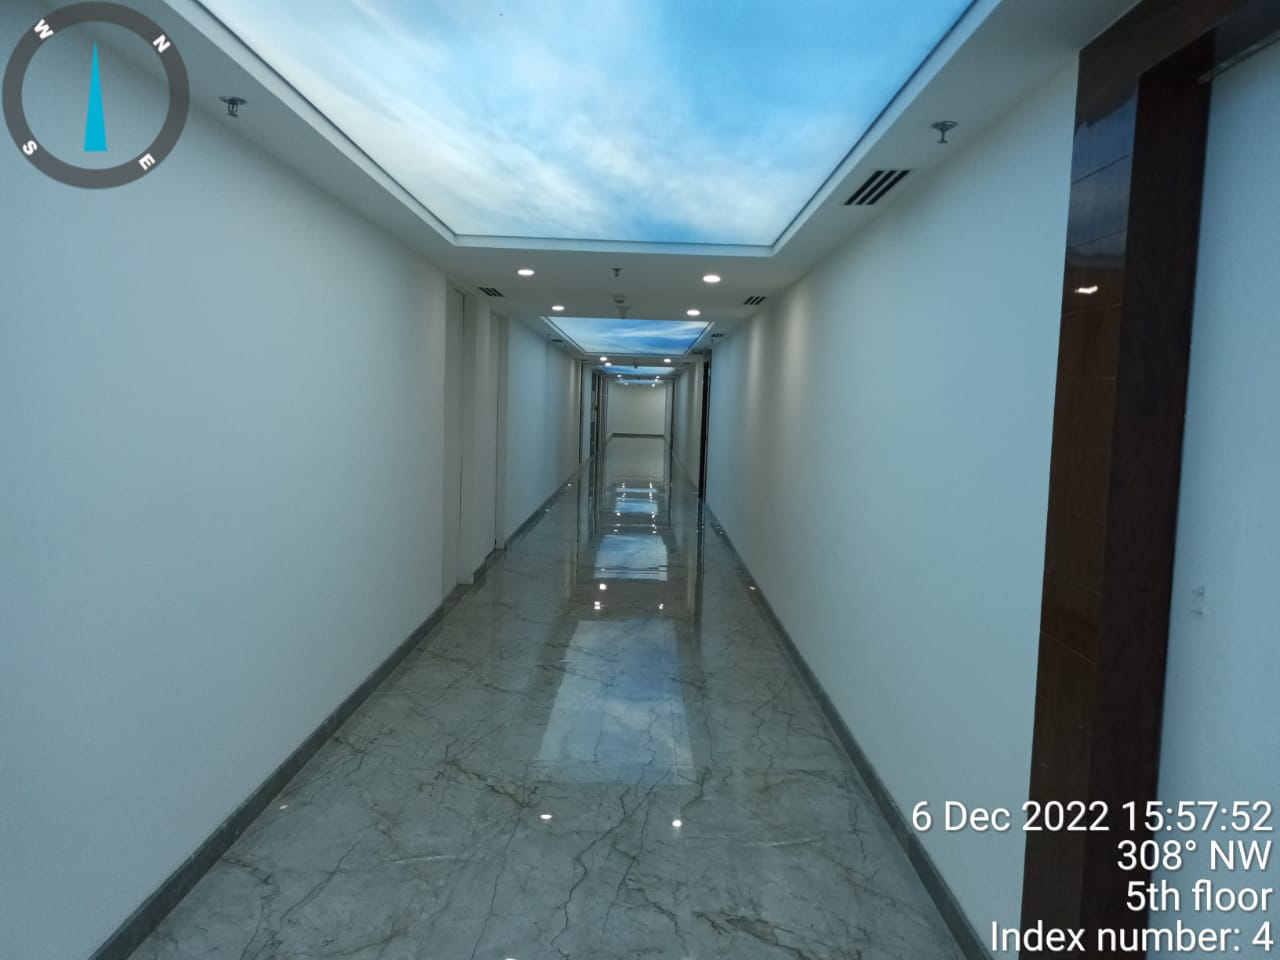 W
N
S
E
6 Dec 2022 15:57:52
308° NW
5th floor
Index number: 4